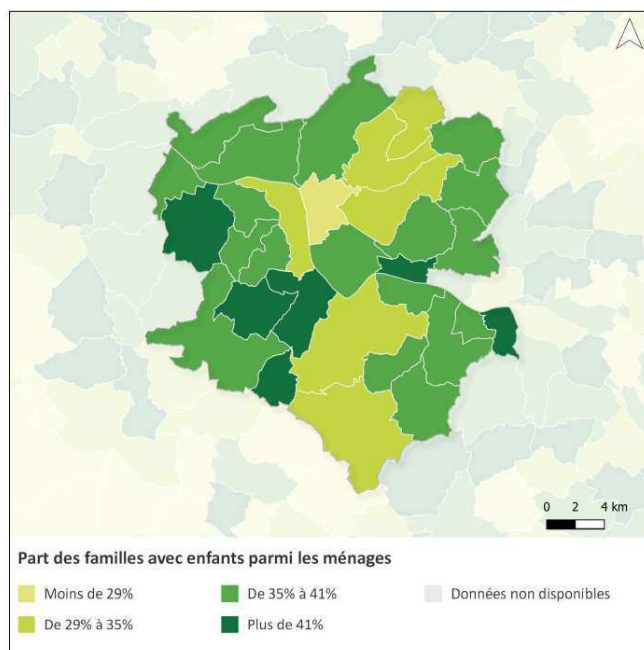 0 2 4 km
Part des familles avec enfants parmi les ménages
Moins de 29%
De 35% à 41%
Données non disponibles
De 29% à 35%
Plus de 41%